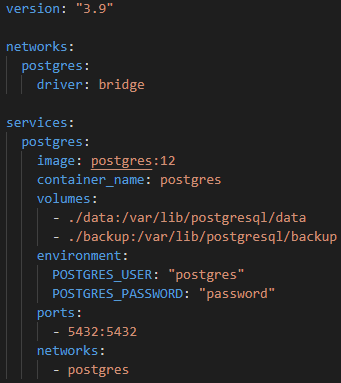 version: "3.9"

networks:
  postgres:
    driver: bridge

services:
  postgres:
    image: postgres:12
    container_name: postgres
    volumes:
      - ./data:/var/lib/postgresql/data
      - ./backup:/var/lib/postgresql/backup
    environment:
      POSTGRES_USER: "postgres"
      POSTGRES_PASSWORD: "password"
    ports:
      - 5432:5432
    networks:
      - postgres